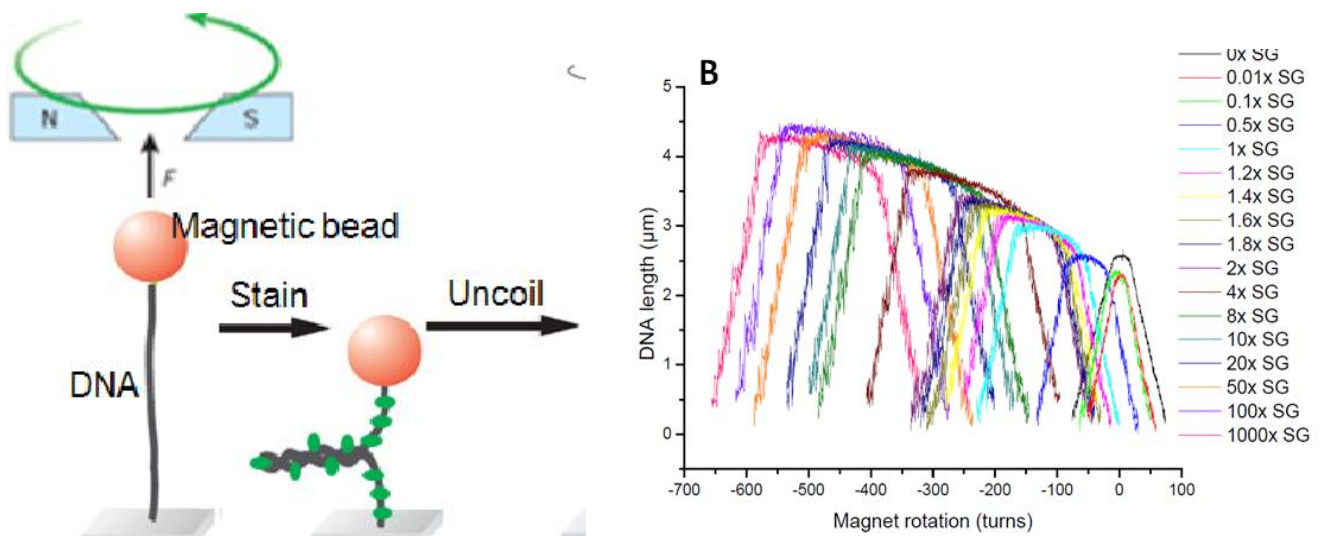 N
S
F
Magnetic bead
Stain
Uncoil
DNA
B
DNA length (μm)
5
4
3
2
1
0
-700 -600 -500 -400 -300 -200 -100 0 100
Magnet rotation (turns)
0x SG
0.01x SG
0.1x SG
0.5x SG
1x SG
1.2x SG
1.4x SG
1.6x SG
1.8x SG
2x SG
4x SG
8x SG
10x SG
20x SG
50x SG
100x SG
1000x SG